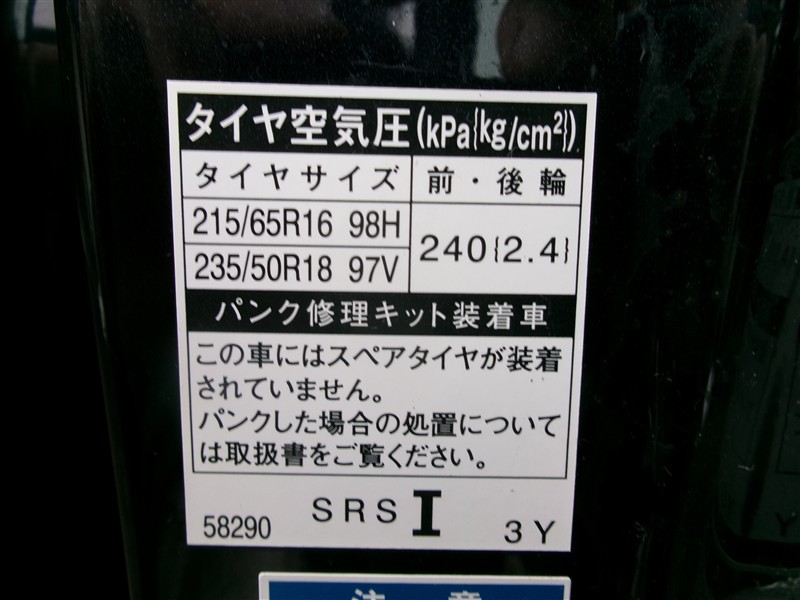 タイヤ空気圧(kPa{kg/cm²})
タイヤサイズ 前・後輪
215/65R16 98H
240{2.4}
235/50R18 97V
パンク修理キット装着車
この車にはスペアタイヤが装着
されていません。
パンクした場合の処置について
は取扱書をご覧ください。
58290 SRS I 3Y
注意